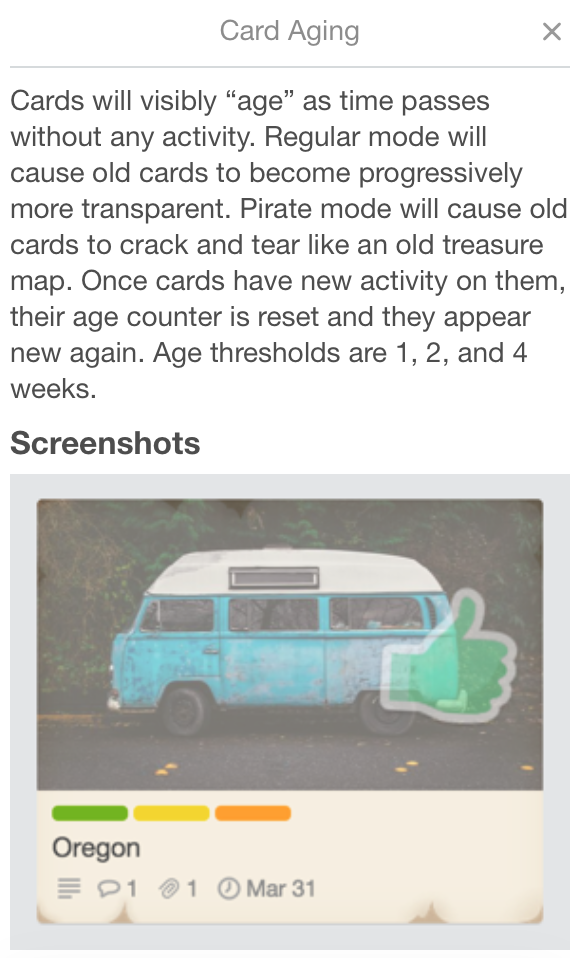 Card Aging
Cards will visibly “age” as time passes
without any activity. Regular mode will
cause old cards to become progressively
more transparent. Pirate mode will cause old
cards to crack and tear like an old treasure
map. Once cards have new activity on them,
their age counter is reset and they appear
new again. Age thresholds are 1, 2, and 4
weeks.
Screenshots
Oregon
1 1 Mar 31